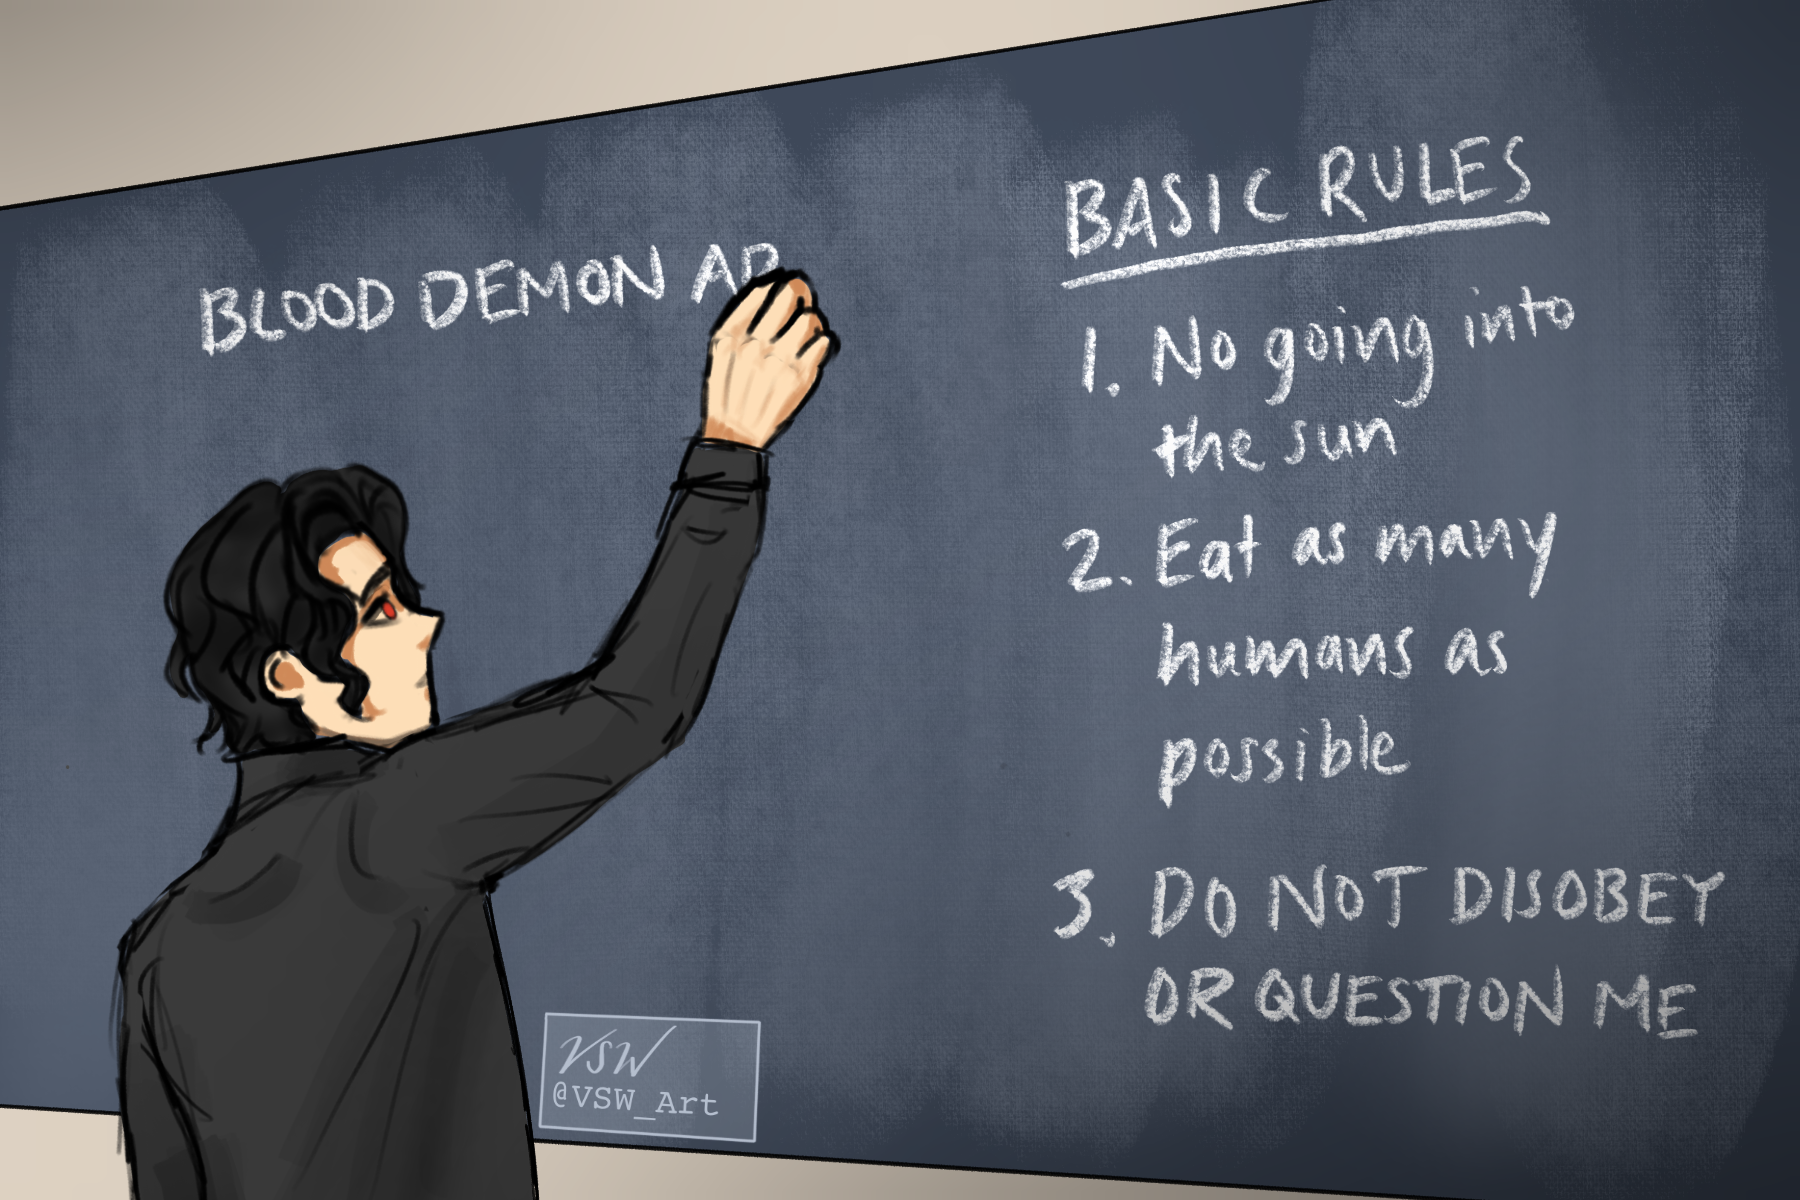 BLOOD DEMON AR
BASIC RULES
1. No going into
the sun
2. Eat as many
humans as
possible
3. DO NOT DISOBEY
OR QUESTION ME
VSW
@VSW_Art